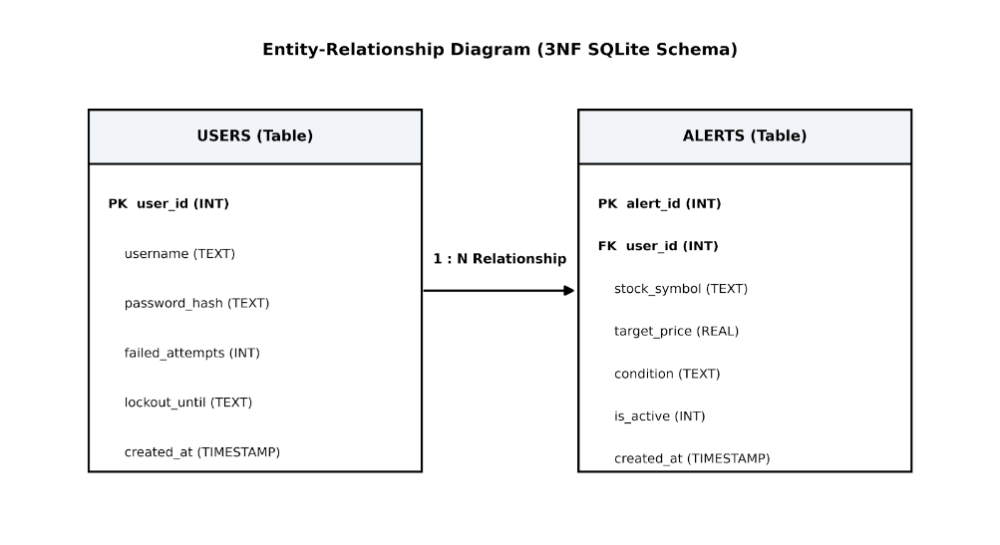 Entity-Relationship Diagram (3NF SQLite Schema)
USERS (Table)
PK user_id (INT)
username (TEXT)
password_hash (TEXT)
failed_attempts (INT)
lockout_until (TEXT)
created_at (TIMESTAMP)
1 : N Relationship
ALERTS (Table)
PK alert_id (INT)
FK user_id (INT)
stock_symbol (TEXT)
target_price (REAL)
condition (TEXT)
is_active (INT)
created_at (TIMESTAMP)